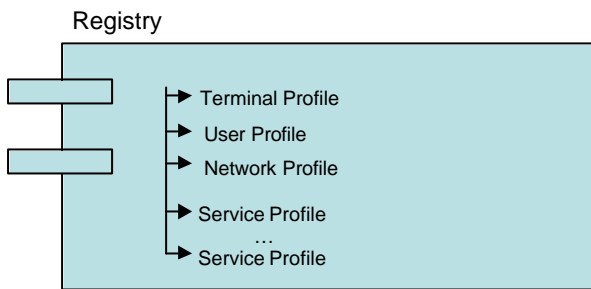 Registry
Terminal Profile
User Profile
Network Profile
Service Profile
…
Service Profile